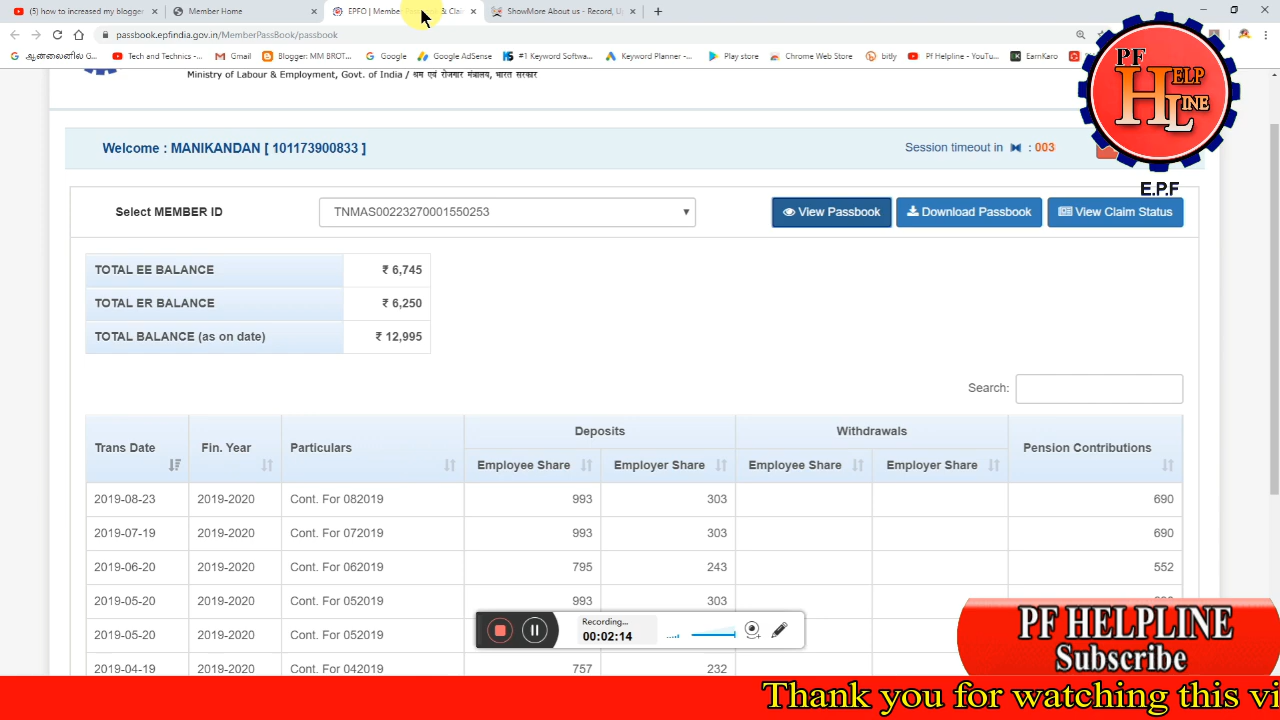 (5) how to increased my blogger
Member Home
EPFO | Membe
& Cla
ShowMore About us - Record, U
passbook.epfindia.gov.in/MemberPassBook/passbook
G ஆன்லைனில் G...
Tech and Technics -...
Gmail
Blogger: MM BROT...
Google AdSense
#1 Keyword Softwa...
Keyword Planner -...
Play store
Chrome Web Store
bitly
Pf Helpline - YouTu...
EarnKaro
Ministry of Labour & Employment, Govt. of India / श्रम एवं रोजगार मंत्रालय, भारत सरकार
PF
HELP
LINE
E.P.F
Welcome : MANIKANDAN [ 101173900833 ]
Session timeout in : 003
Select MEMBER ID
TNMAS00223270001550253
View Passbook
Download Passbook
View Claim Status
TOTAL EE BALANCE ₹ 6,745
TOTAL ER BALANCE ₹ 6,250
TOTAL BALANCE (as on date) ₹ 12,995
Search:
Trans Date Fin. Year Particulars Deposits Withdrawals Pension Contributions
Employee Share Employer Share Employee Share Employer Share
2019-08-23 2019-2020 Cont. For 082019 993 303 690
2019-07-19 2019-2020 Cont. For 072019 993 303 690
2019-06-20 2019-2020 Cont. For 062019 795 243 552
2019-05-20 2019-2020 Cont. For 052019 993 303
2019-05-20 2019-2020 Cont. For 052019
2019-04-19 2019-2020 Cont. For 042019 757 232
Recording...
00:02:14
PF HELPLINE
Subscribe
Thank you for watching this vi